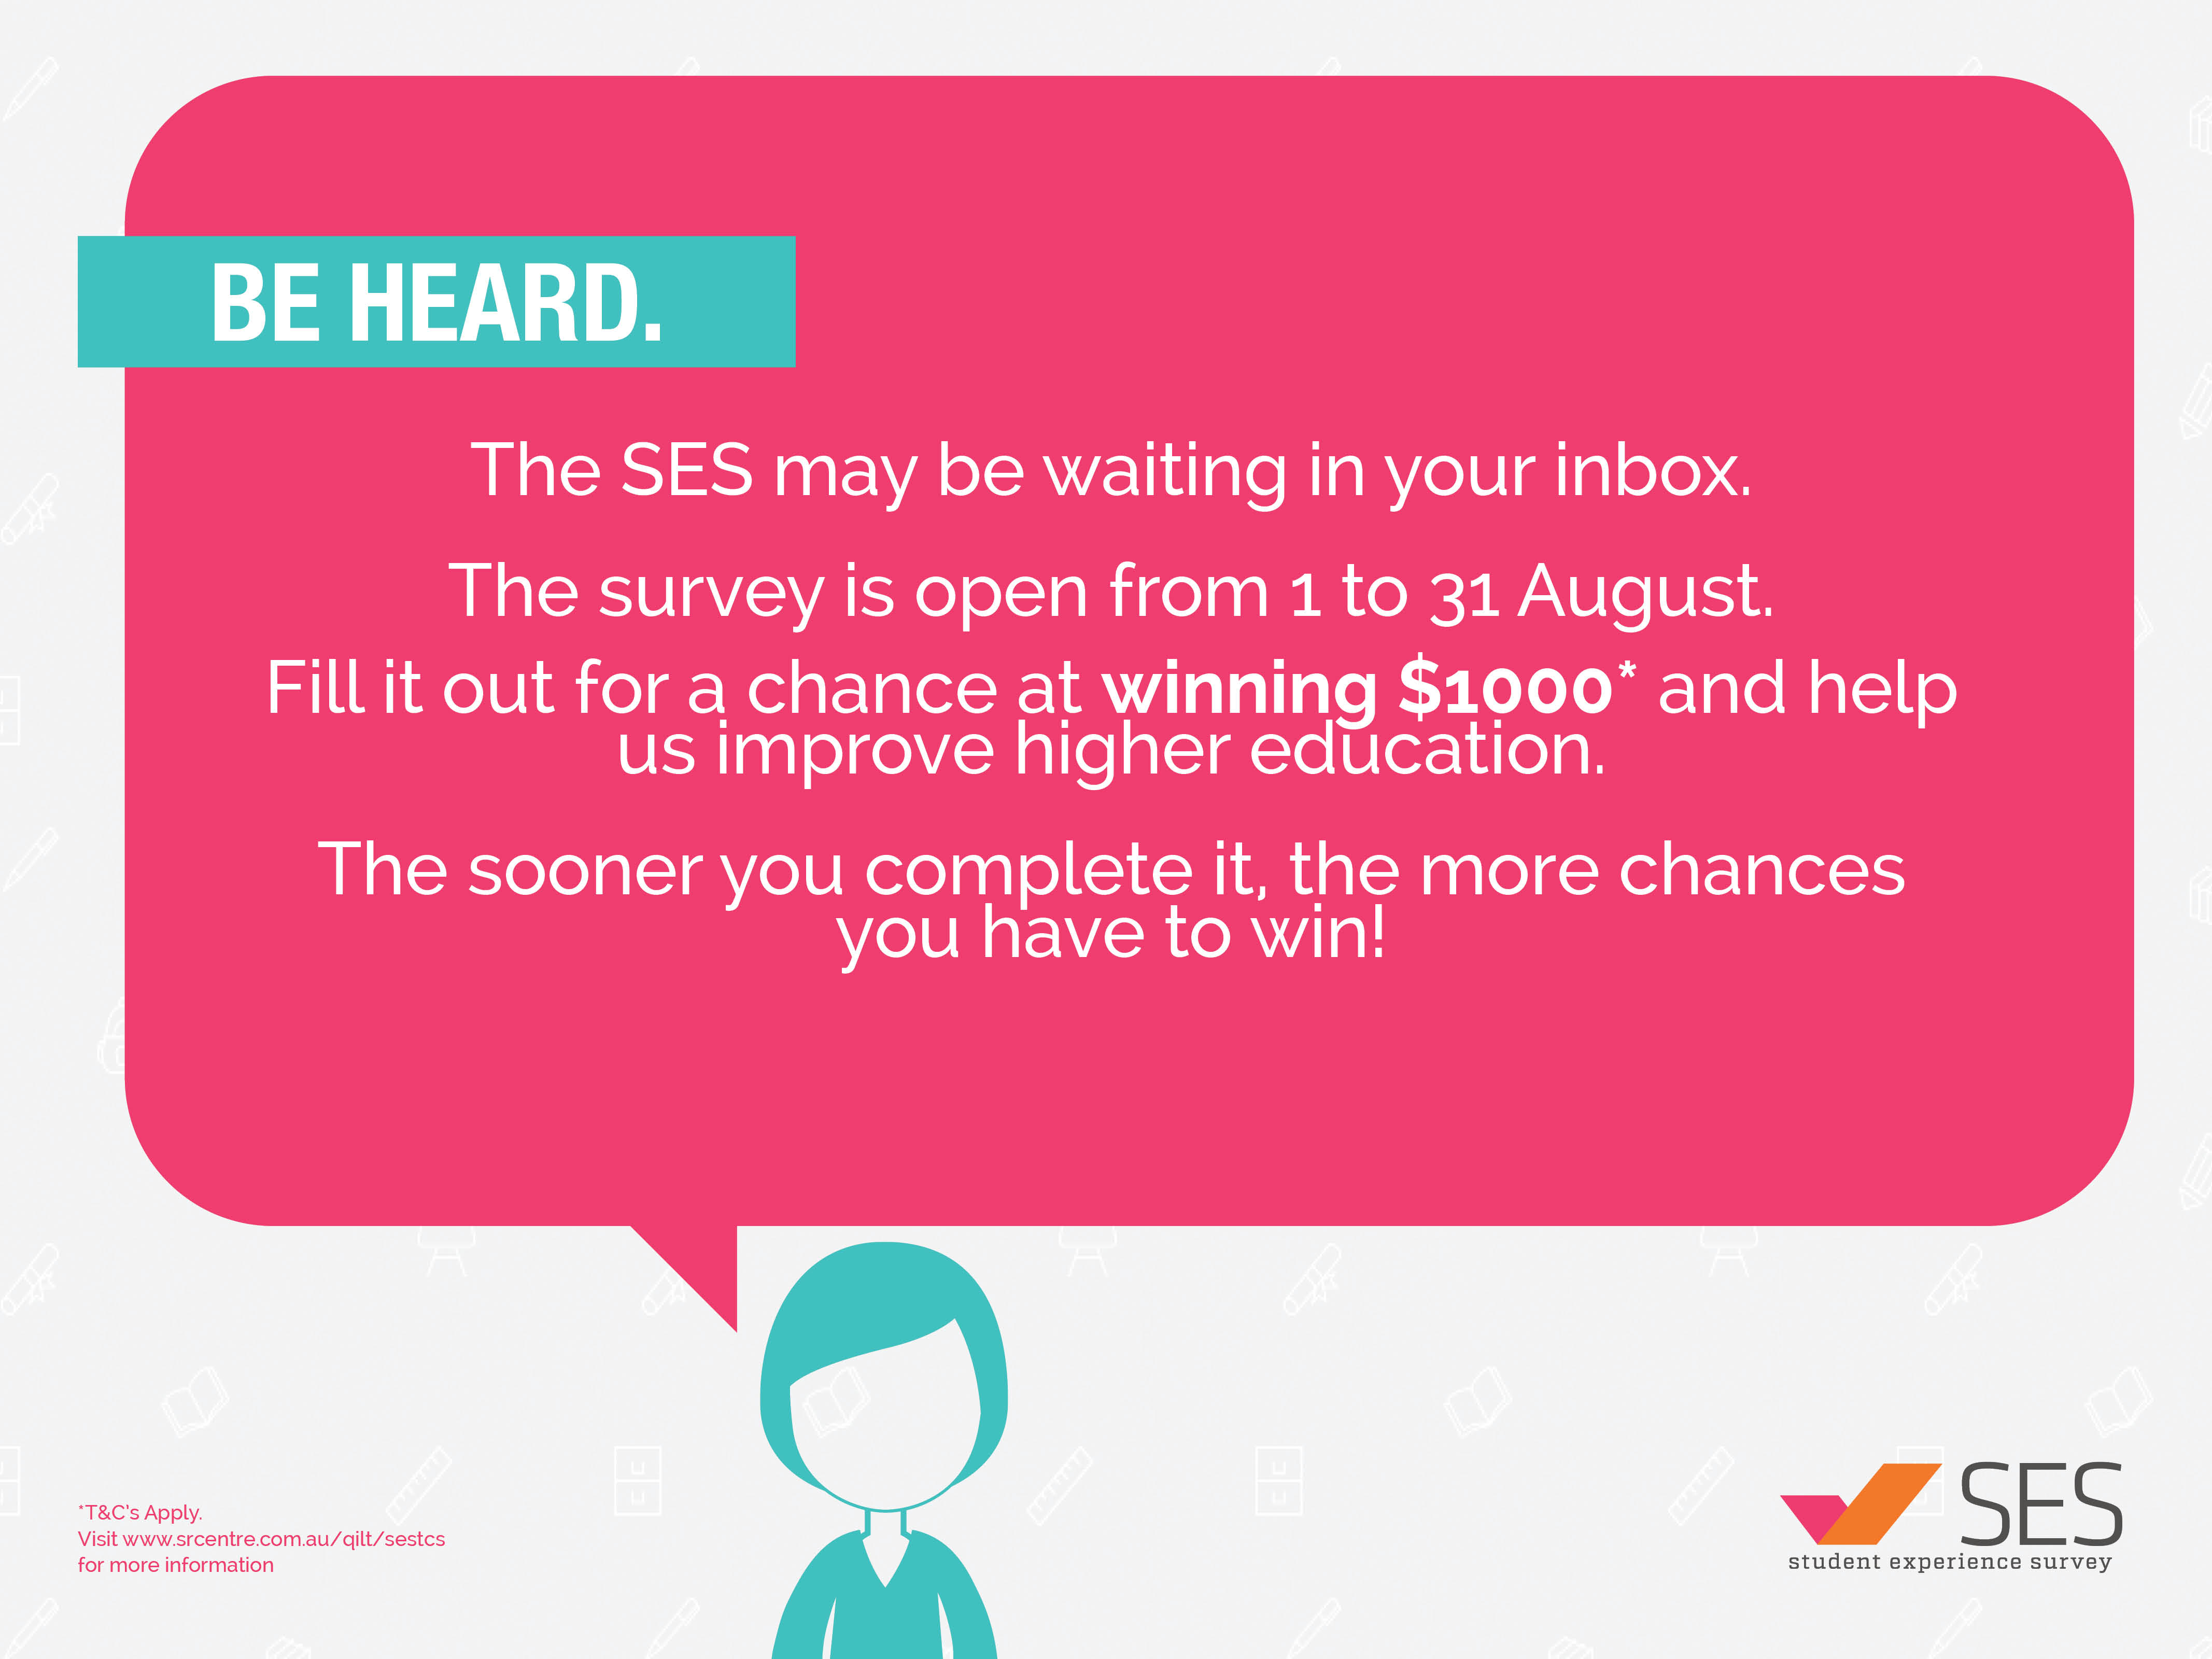 BE HEARD.
The SES may be waiting in your inbox.
The survey is open from 1 to 31 August.
Fill it out for a chance at winning $1000* and help
us improve higher education.
The sooner you complete it, the more chances
you have to win!
*T&C's Apply.
Visit www.srcentre.com.au/qilt/sestcs
for more information
SES
student experience survey